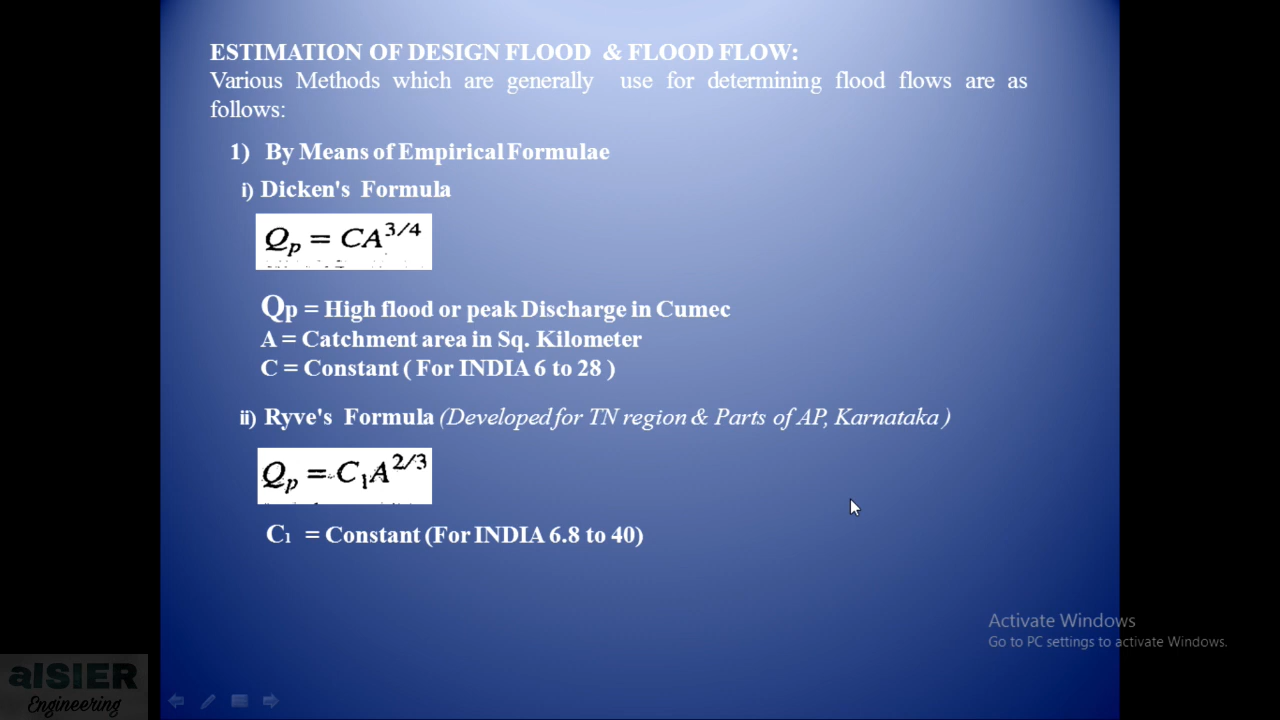 ESTIMATION OF DESIGN FLOOD & FLOOD FLOW:
Various Methods which are generally use for determining flood flows are as
follows:
1) By Means of Empirical Formulae
i) Dicken's Formula
Qp = CA^3/4
Qp = High flood or peak Discharge in Cumec
A = Catchment area in Sq. Kilometer
C = Constant ( For INDIA 6 to 28 )
ii) Ryve's Formula (Developed for TN region & Parts of AP, Karnataka )
Qp = C1A^2/3
C1 = Constant (For INDIA 6.8 to 40)
Activate Windows
Go to PC settings to activate Windows.
aISIER
Engineering